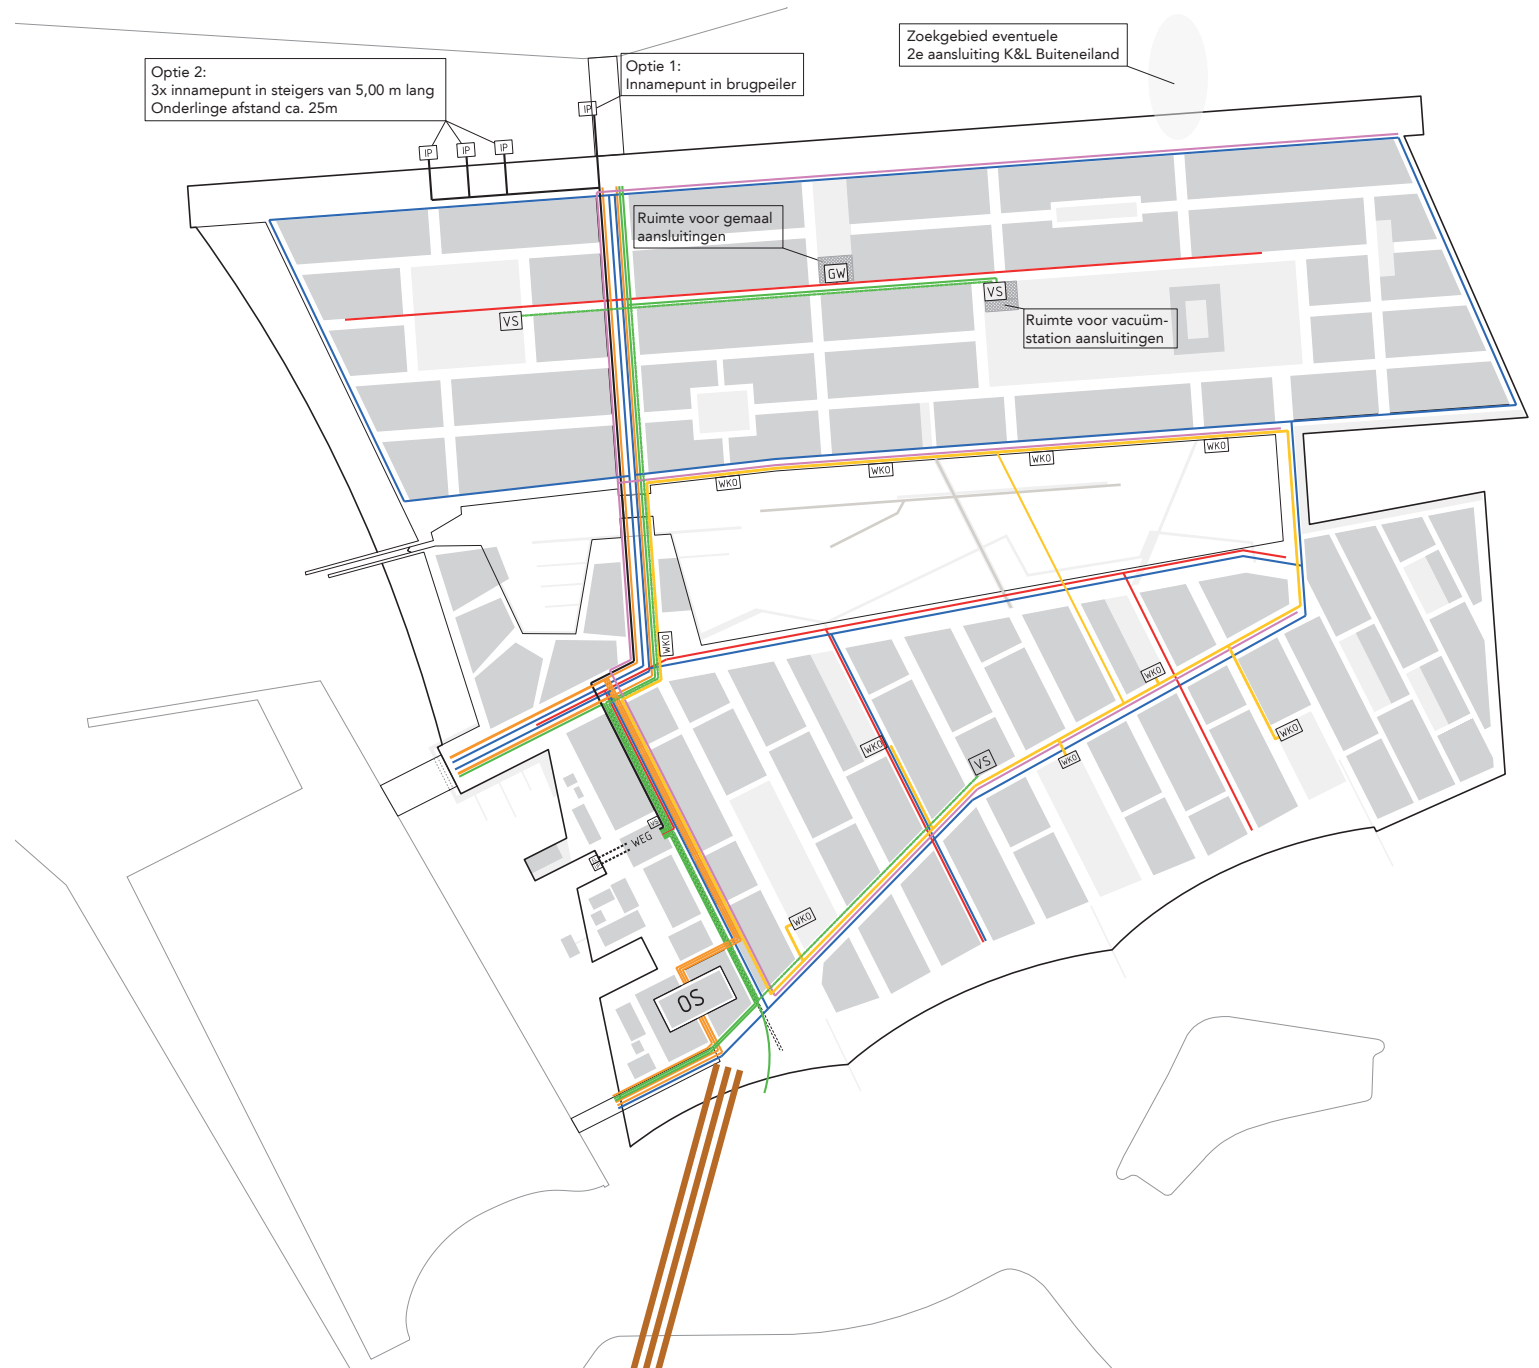 Zoekgebied eventuele
2e aansluiting K&L Buiteneiland
Optie 2:
3x innamepunt in steigers van 5,00 m lang
Onderlinge afstand ca. 25m
Optie 1:
Innamepunt in brugpeiler
IP
IP
IP
IP
Ruimte voor gemaal
aansluitingen
GW
VS
VS
Ruimte voor vacuüm-
station aansluitingen
WKO
WKO
WKO
WKO
WKO
WKO
WKO
WKO
VS
WKO
VS
WEG
WKO
OS